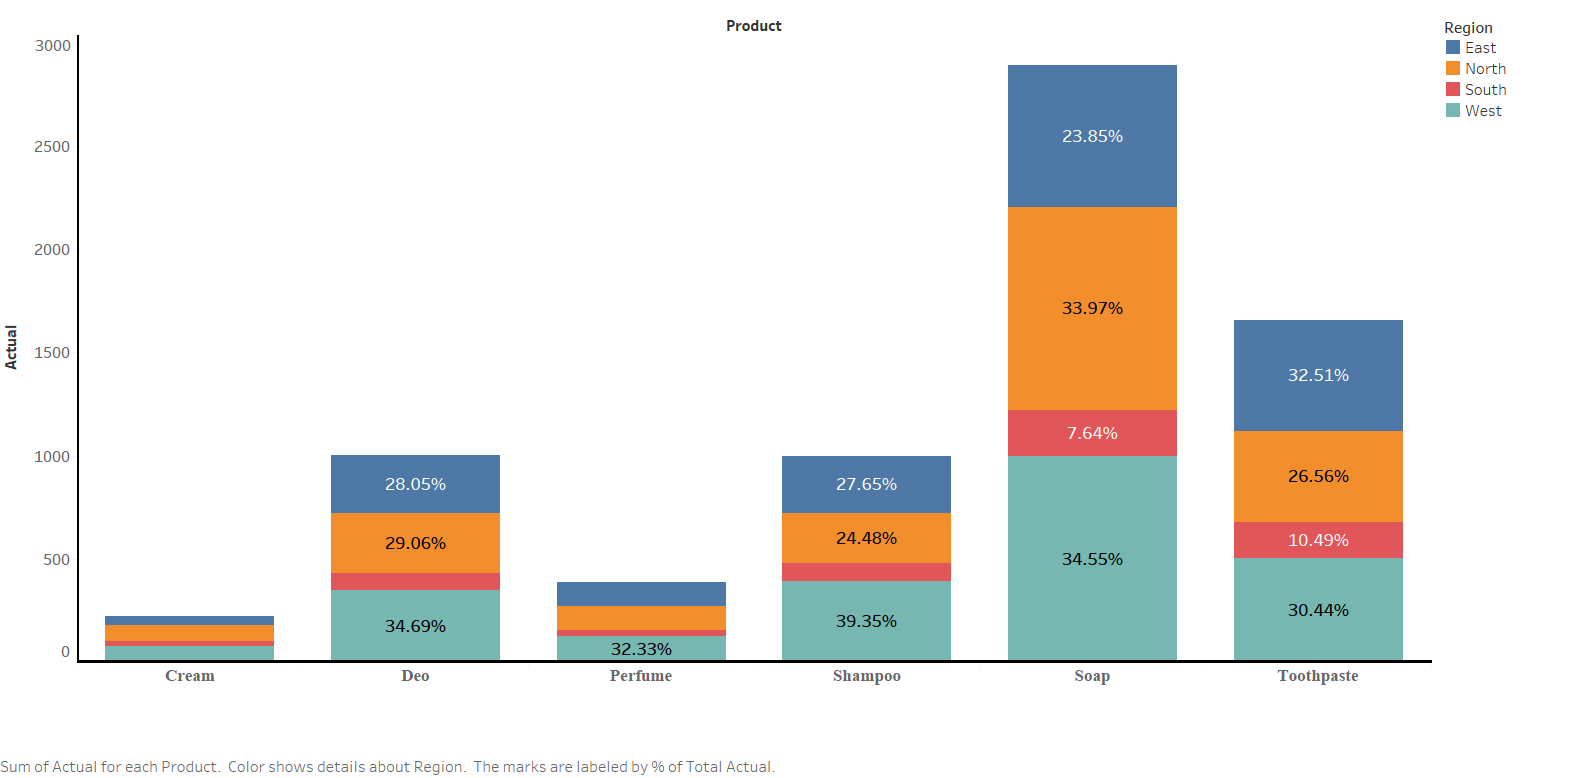 Product
Region
East
North
South
West
Actual
3000
2500
2000
1500
1000
500
0
28.05%
29.06%
34.69%
32.33%
27.65%
24.48%
39.35%
23.85%
33.97%
7.64%
34.55%
32.51%
26.56%
10.49%
30.44%
Cream
Deo
Perfume
Shampoo
Soap
Toothpaste
Sum of Actual for each Product.  Color shows details about Region.  The marks are labeled by % of Total Actual.